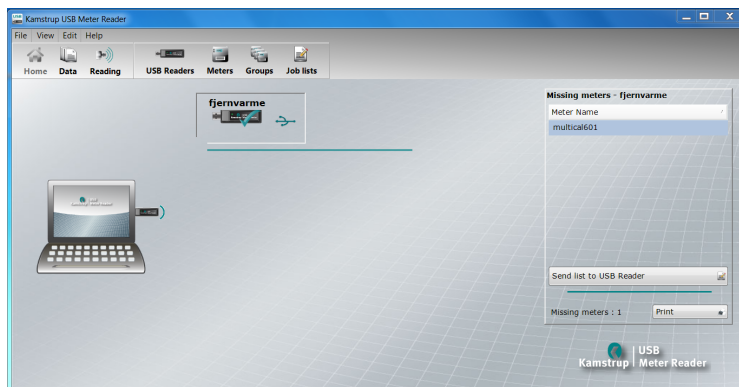 Kamstrup USB Meter Reader
File View Edit Help
Home Data Reading USB Readers Meters Groups Job lists
fjernvarme
Missing meters - fjernvarme
Meter Name
multical601
Send list to USB Reader
Missing meters : 1 Print
USB
Kamstrup Meter Reader